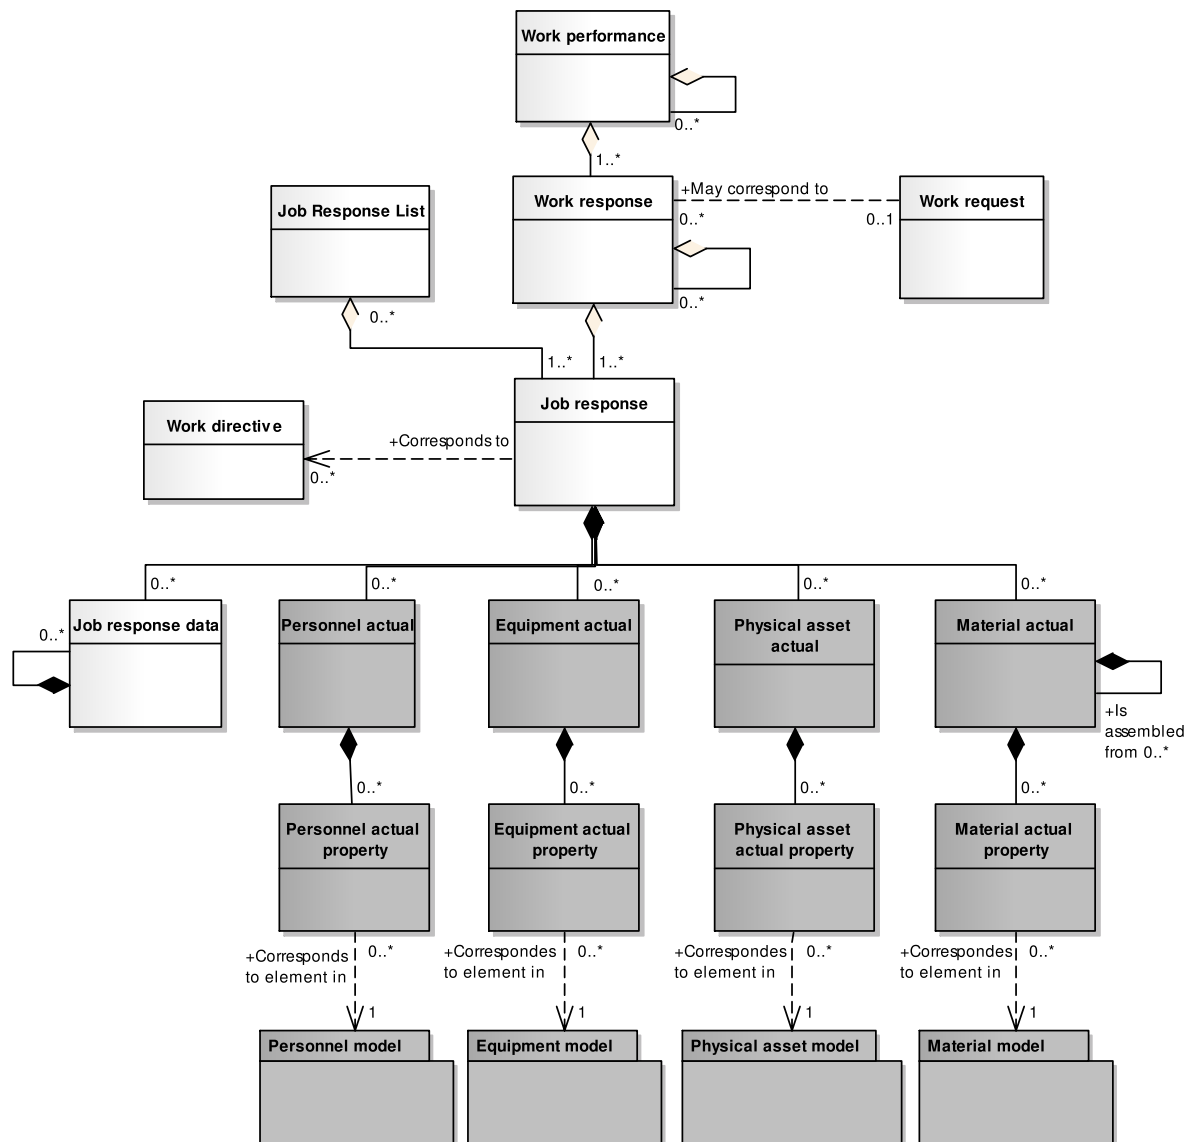 Work performance
0..*
1..*
Job Response List
Work response
+May correspond to
Work request
0..*
0..1
0..*
0..*
1..*
1..*
Job response
Work directive
+Corresponds to
0..*
0..*
0..*
0..*
0..*
0..*
0..*
Job response data
Personnel actual
Equipment actual
Physical asset
actual
Material actual
+Is
assembled
from 0..*
0..*
0..*
0..*
0..*
Personnel actual
property
Equipment actual
property
Physical asset
actual property
Material actual
property
+Corresponds
to element in
0..*
+Correspondes
to element in
0..*
+Correspondes
to element in
0..*
+Correspondes
to element in
0..*
1
1
1
1
Personnel model
Equipment model
Physical asset model
Material model